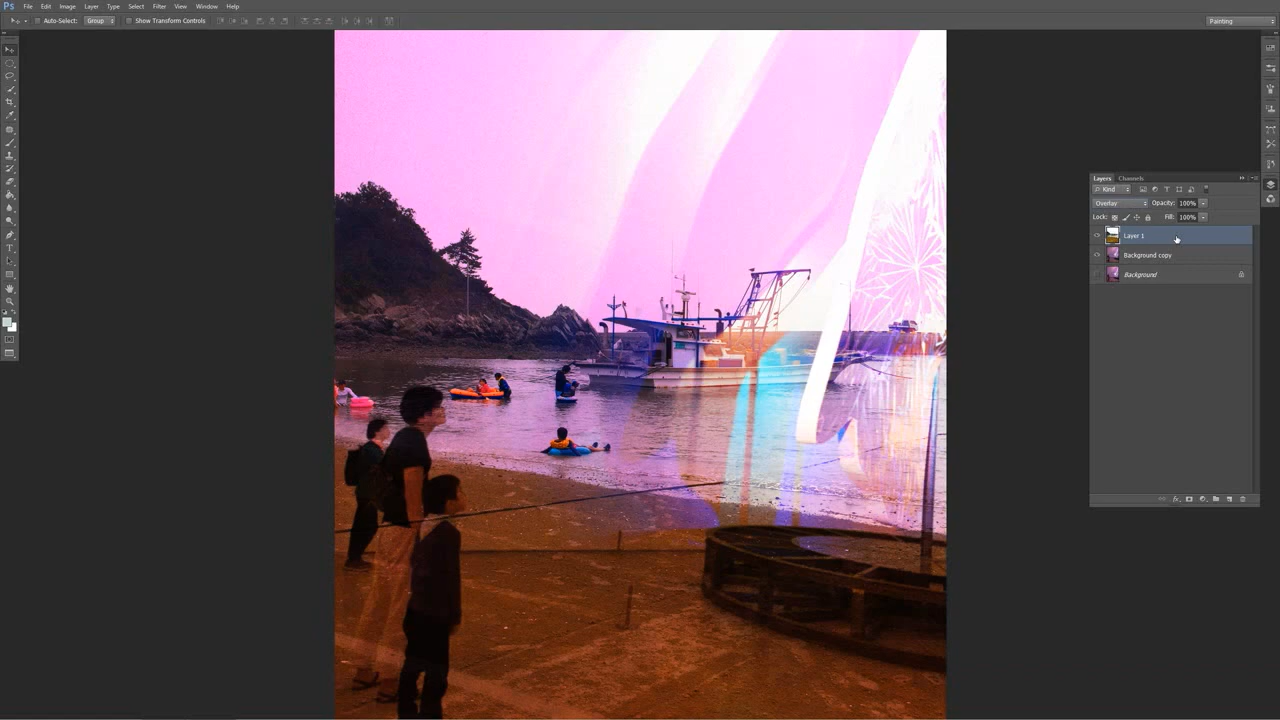 Ps File Edit Image Layer Type Select Filter View Window Help
Auto-Select: Group Show Transform Controls Painting
Layers Channels
Kind
Overlay Opacity: 100%
Lock: Fill: 100%
Layer 1
Background copy
Background